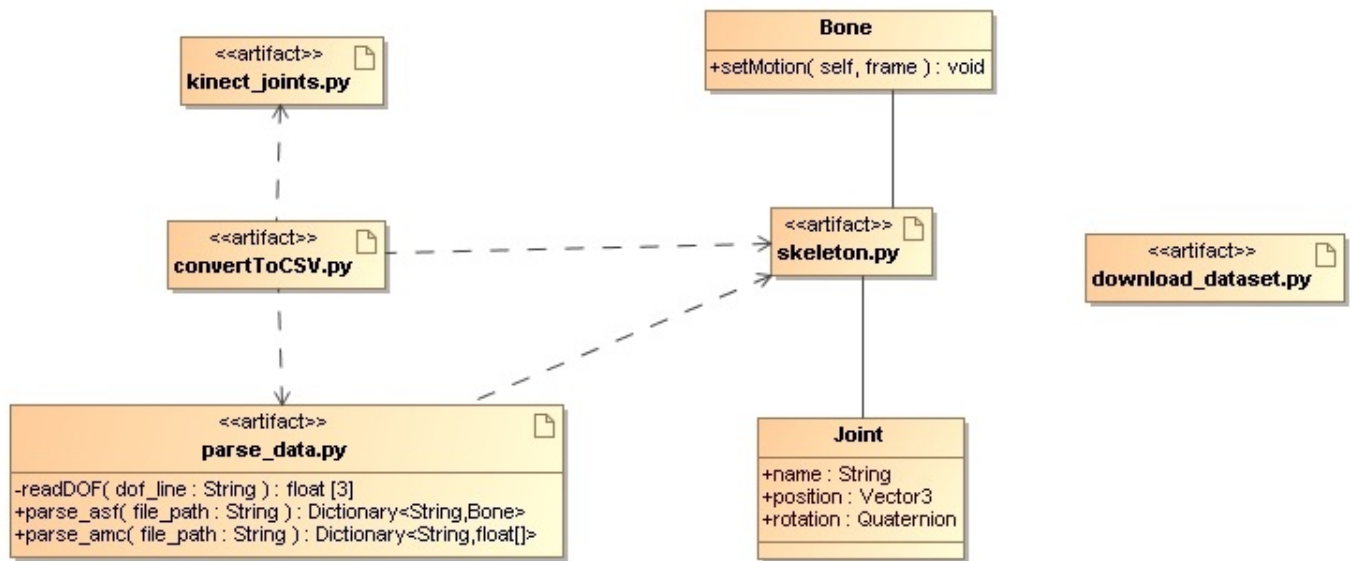 <<artifact>>
kinect_joints.py
Bone
+setMotion( self, frame ) : void
<<artifact>>
convertToCSV.py
<<artifact>>
skeleton.py
<<artifact>>
download_dataset.py
<<artifact>>
parse_data.py
-readDOF( dof_line : String ) : float [3]
+parse_asf( file_path : String ) : Dictionary<String,Bone>
+parse_amc( file_path : String ) : Dictionary<String,float[]>
Joint
+name : String
+position : Vector3
+rotation : Quaternion